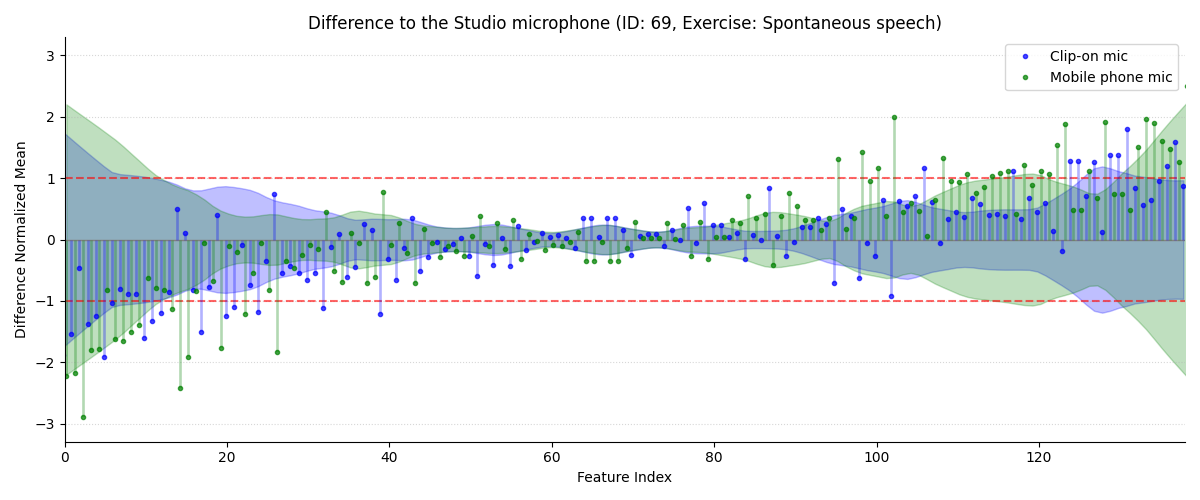 Difference to the Studio microphone (ID: 69, Exercise: Spontaneous speech)
Clip-on mic
Mobile phone mic
Difference Normalized Mean
3
2
1
0
−1
−2
−3
0 20 40 60 80 100 120
Feature Index